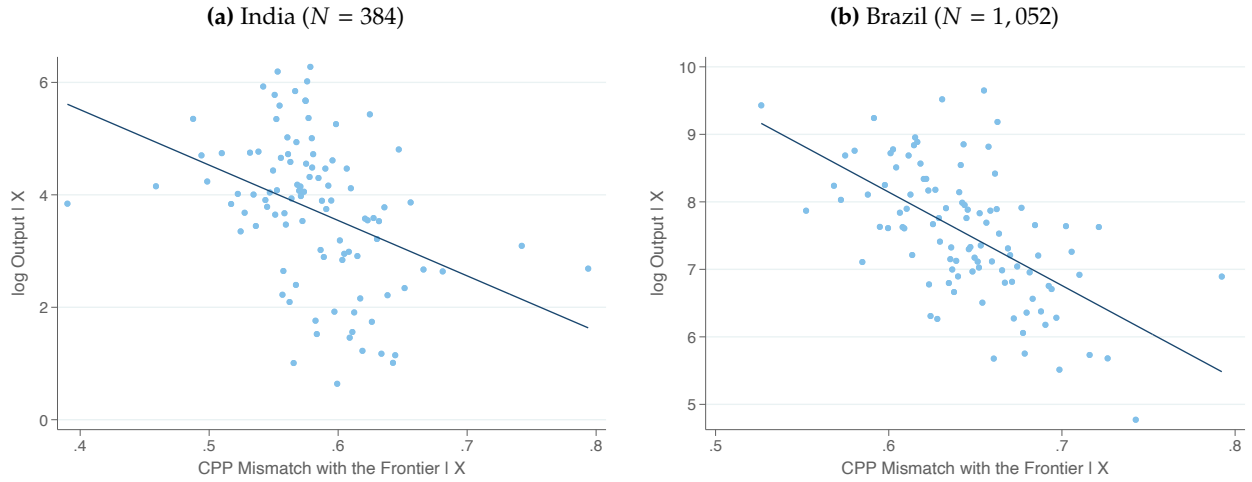 (a) India (N = 384)
6
4
2
0
log Output | X
.4 .5 .6 .7 .8
CPP Mismatch with the Frontier | X
(b) Brazil (N = 1, 052)
10
9
8
7
6
5
log Output | X
.5 .6 .7 .8
CPP Mismatch with the Frontier | X